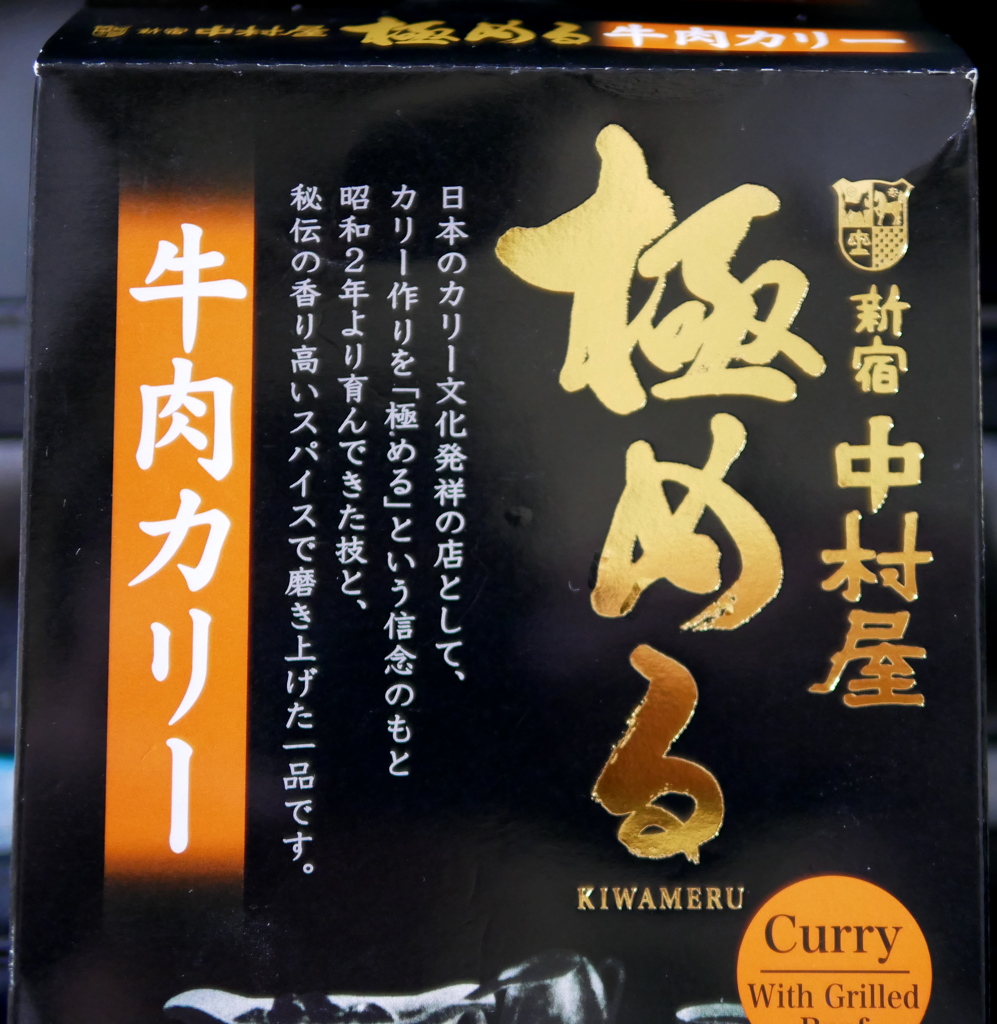 中村屋 極める 牛肉カリー
新宿
中村屋
極める
KIWAMERU
日本のカリー文化発祥の店として、
カリー作りを「極める」という信念のもと
昭和2年より育んできた技と、
秘伝の香り高いスパイスで磨き上げた一品です。
牛肉カリー
Curry
With Grilled